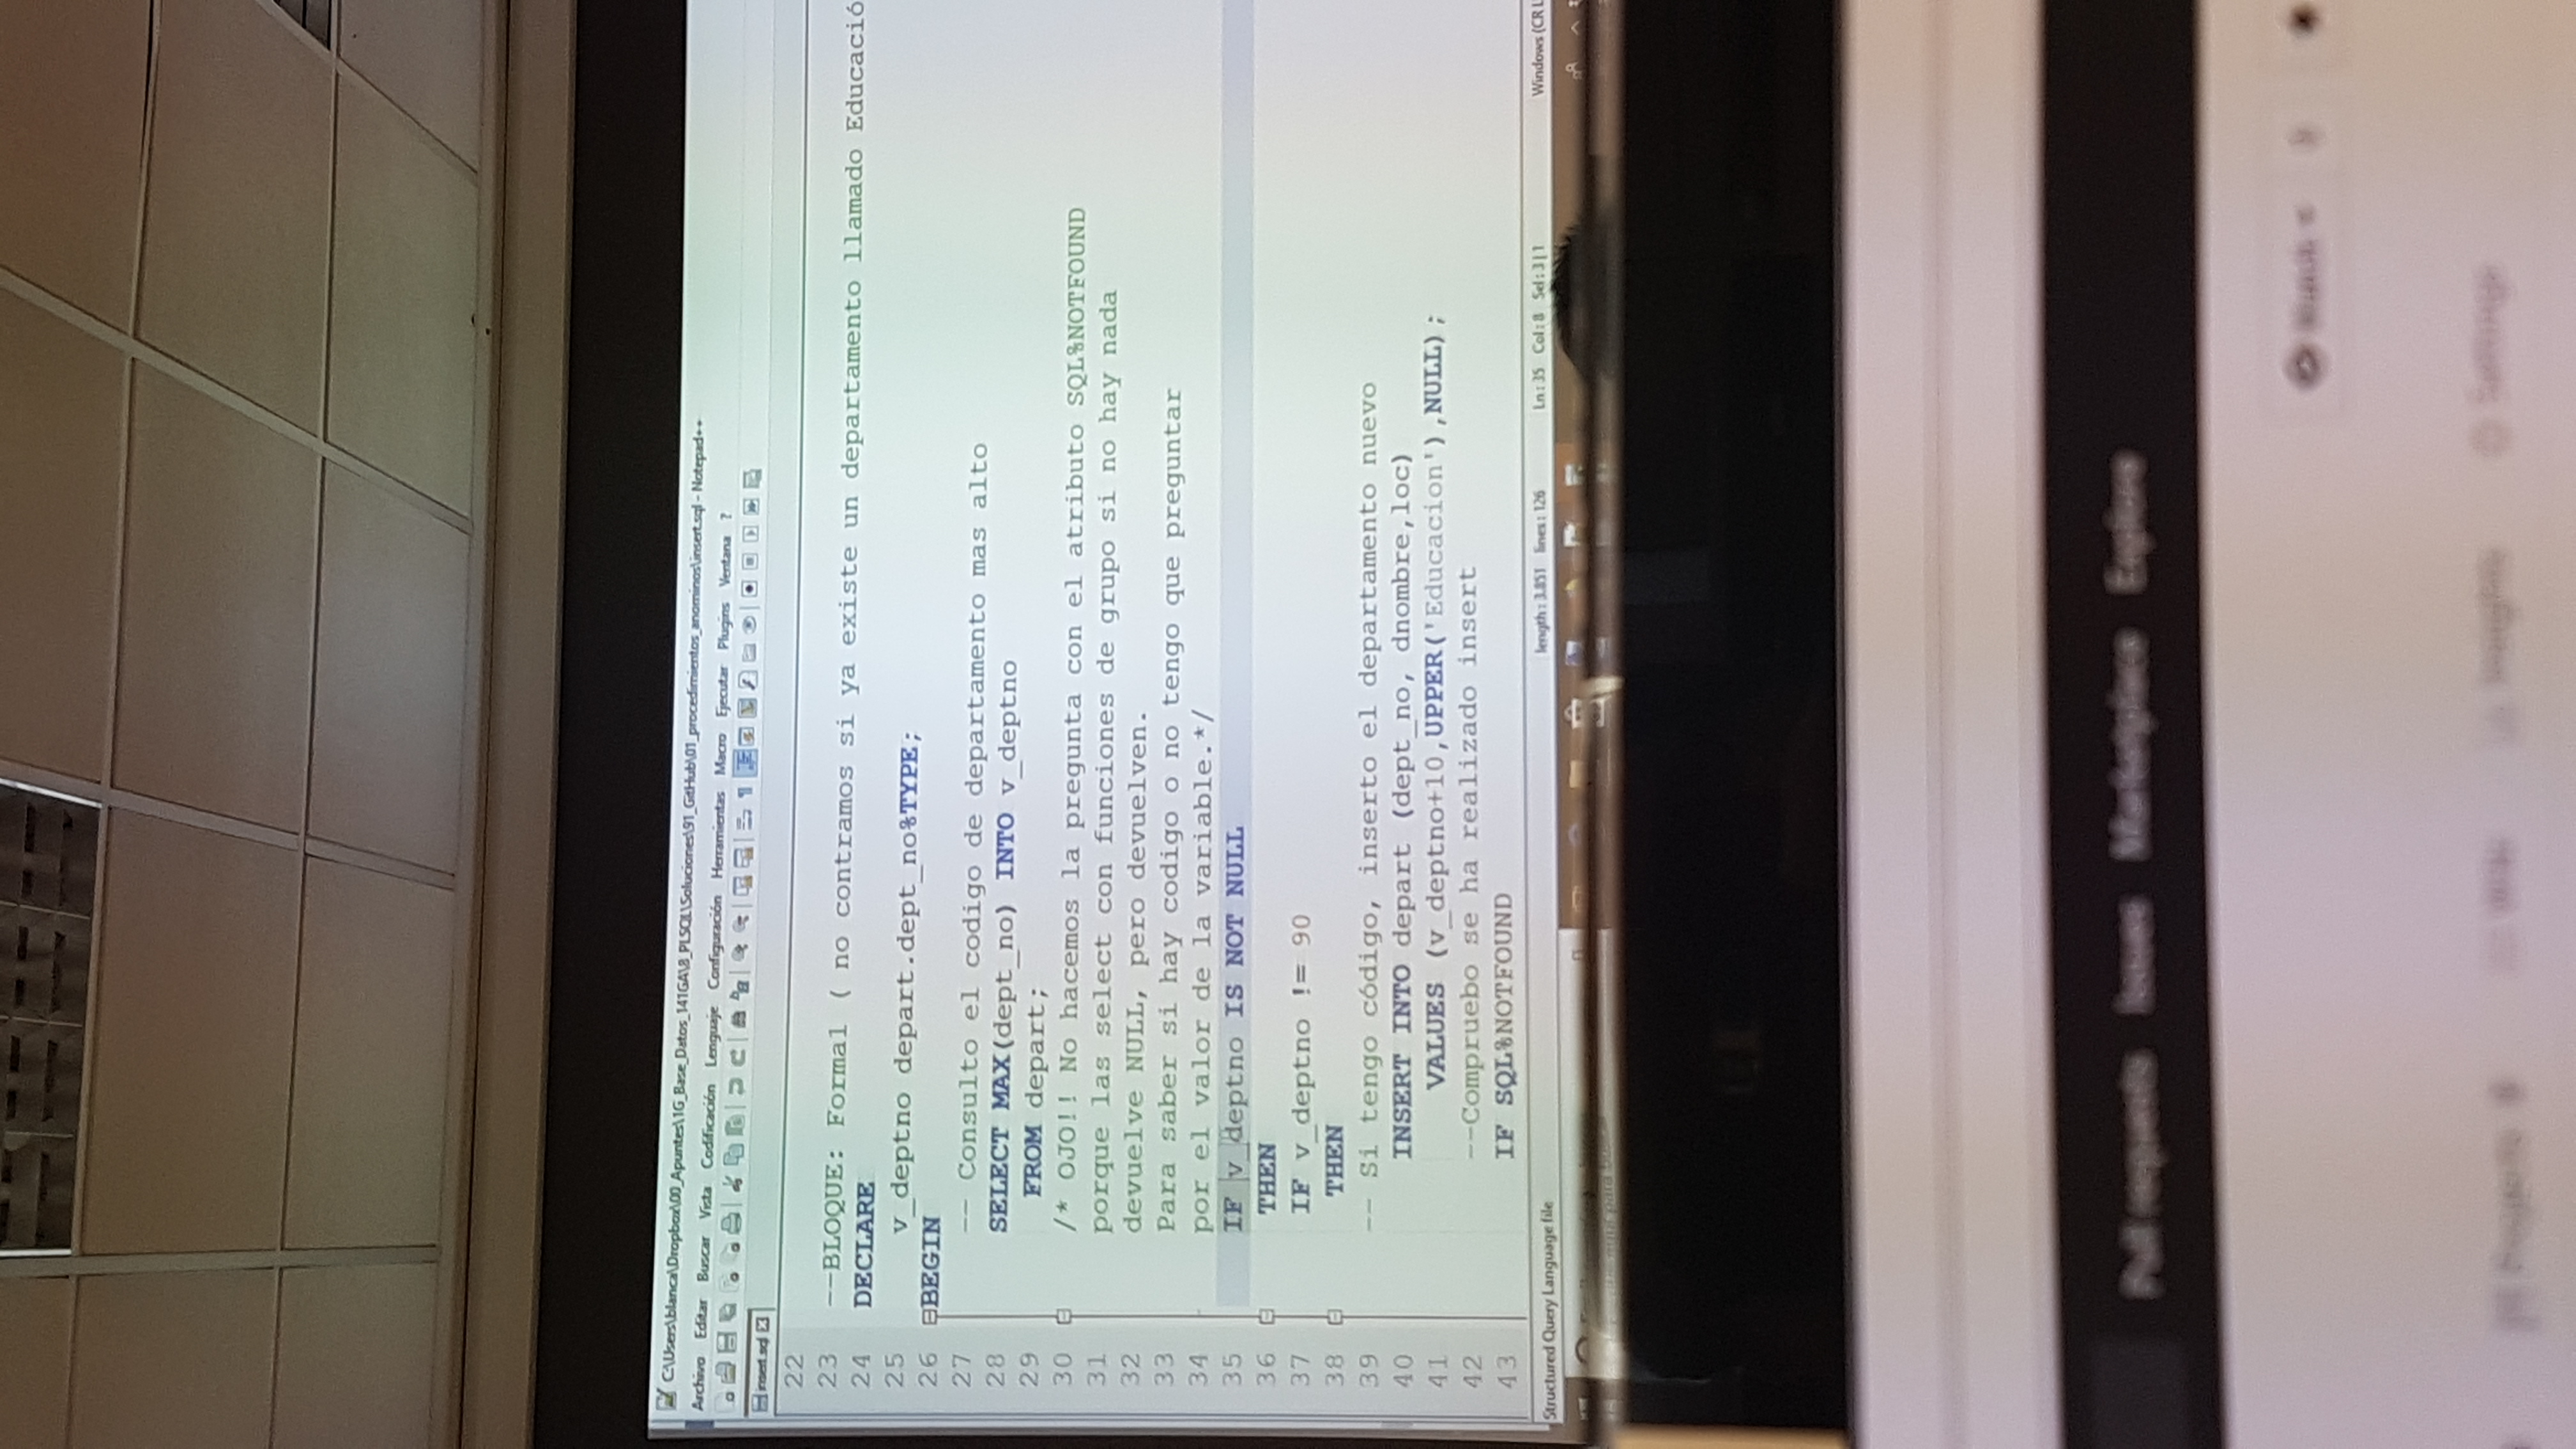 C:\Users\blanca\Dropbox\00_Apuntes\1G_Base_Datos_141GA\8_PLSQL\Soluciones\91_GitHub\01_procedimientos_anominos\insert.sql - Notepad++
Archivo Editar Buscar Vista Codificación Lenguaje Configuración Herramientas Macro Ejecutar Plugins Ventana ?
insert.sql
22
23 --BLOQUE: Formal ( no contramos si ya existe un departamento llamado Educació
24 DECLARE
25 v_deptno depart.dept_no%TYPE;
26 BEGIN
27 -- Consulto el codigo de departamento mas alto
28 SELECT MAX(dept_no) INTO v_deptno
29 FROM depart;
30 /* OJO!! No hacemos la pregunta con el atributo SQL%NOTFOUND
31 porque las select con funciones de grupo si no hay nada
32 devuelve NULL, pero devuelven.
33 Para saber si hay codigo o no tengo que preguntar
34 por el valor de la variable.*/
35 IF v_deptno IS NOT NULL
36 THEN
37 IF v_deptno != 90
38 THEN
39 -- Si tengo código, inserto el departamento nuevo
40 INSERT INTO depart (dept_no, dnombre,loc)
41 VALUES (v_deptno+10,UPPER('Educacion'),NULL);
42 --Compruebo se ha realizado insert
43 IF SQL%NOTFOUND
Structured Query Language file length : 3.851 lines : 126 Ln : 35 Col : 8 Sel : 3 | 1 Windows (CR L
Pull requests Issues Marketplace Explore
Projects Wiki Insights Settings